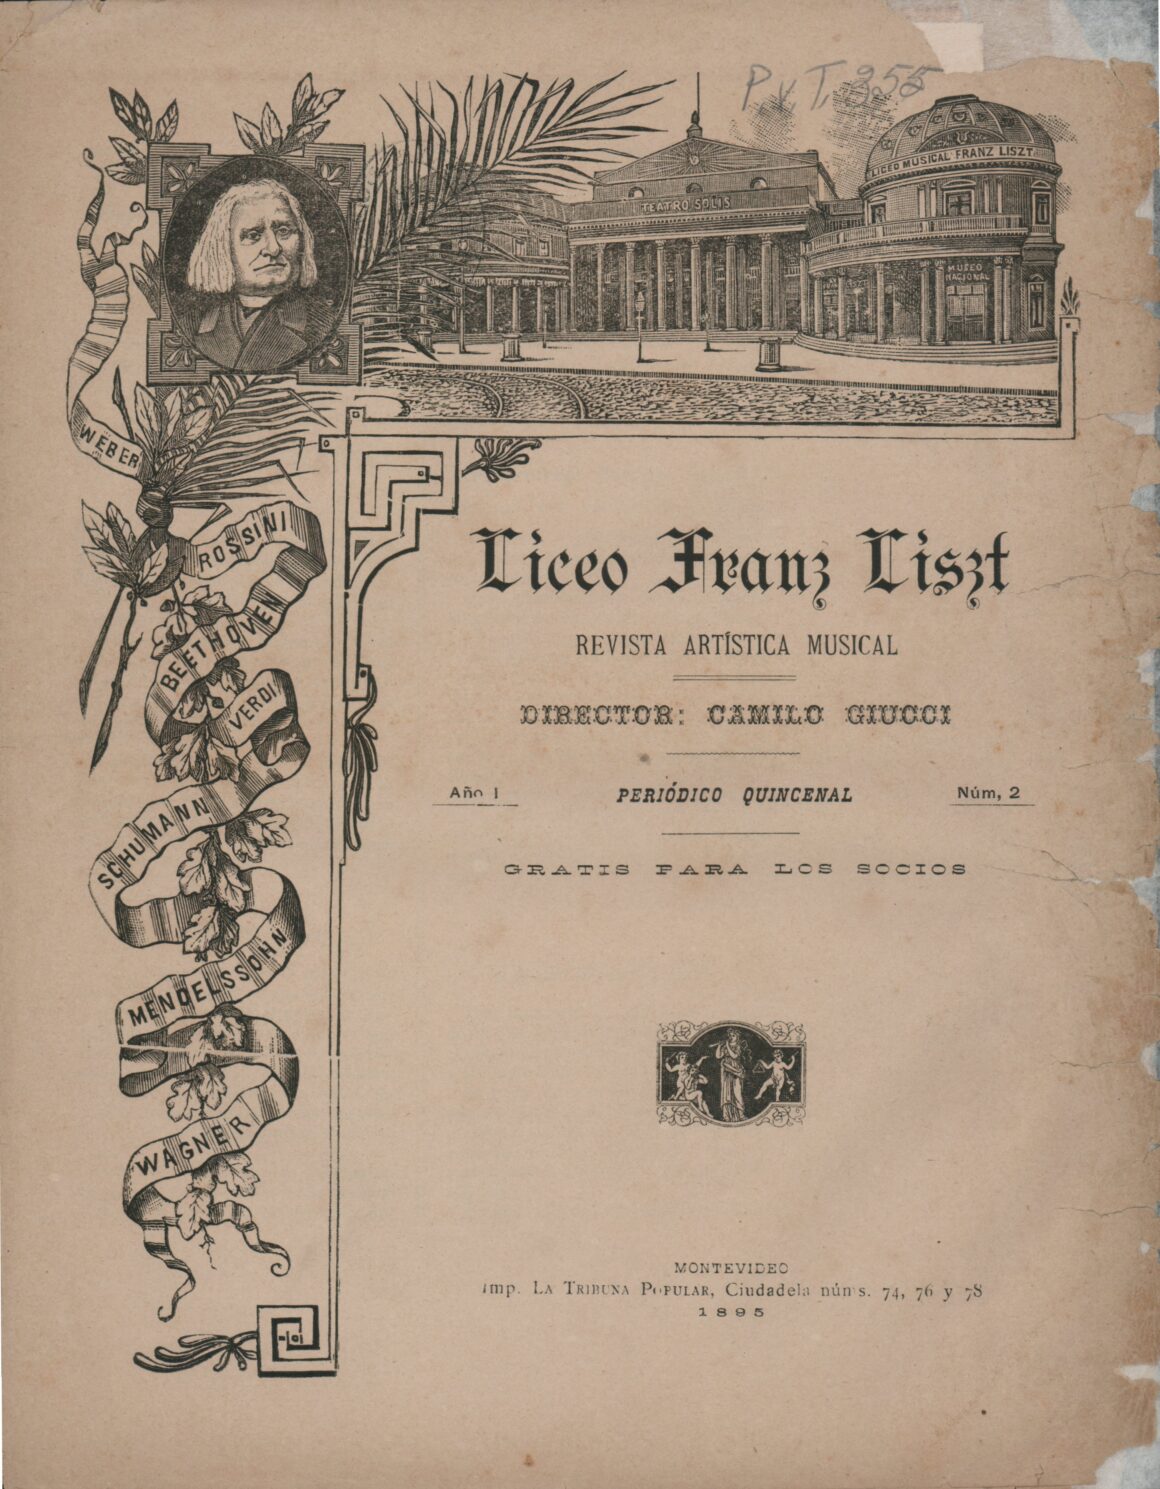 P. v. T. 355
LICEO MUSICAL FRANZ LISZT
TEATRO SOLIS
MUSEO
NACIONAL
WEBER
ROSSINI
BEETHOVEN
VERDI
SCHUMANN
MENDELSSOHN
WAGNER
Liceo Franz Liszt
REVISTA ARTÍSTICA MUSICAL
DIRECTOR: CAMILO GIUCCI
Año I PERIÓDICO QUINCENAL Núm, 2
GRATIS PARA LOS SOCIOS
MONTEVIDEO
Imp. LA TRIBUNA POPULAR, Ciudadela núms. 74, 76 y 78
1895